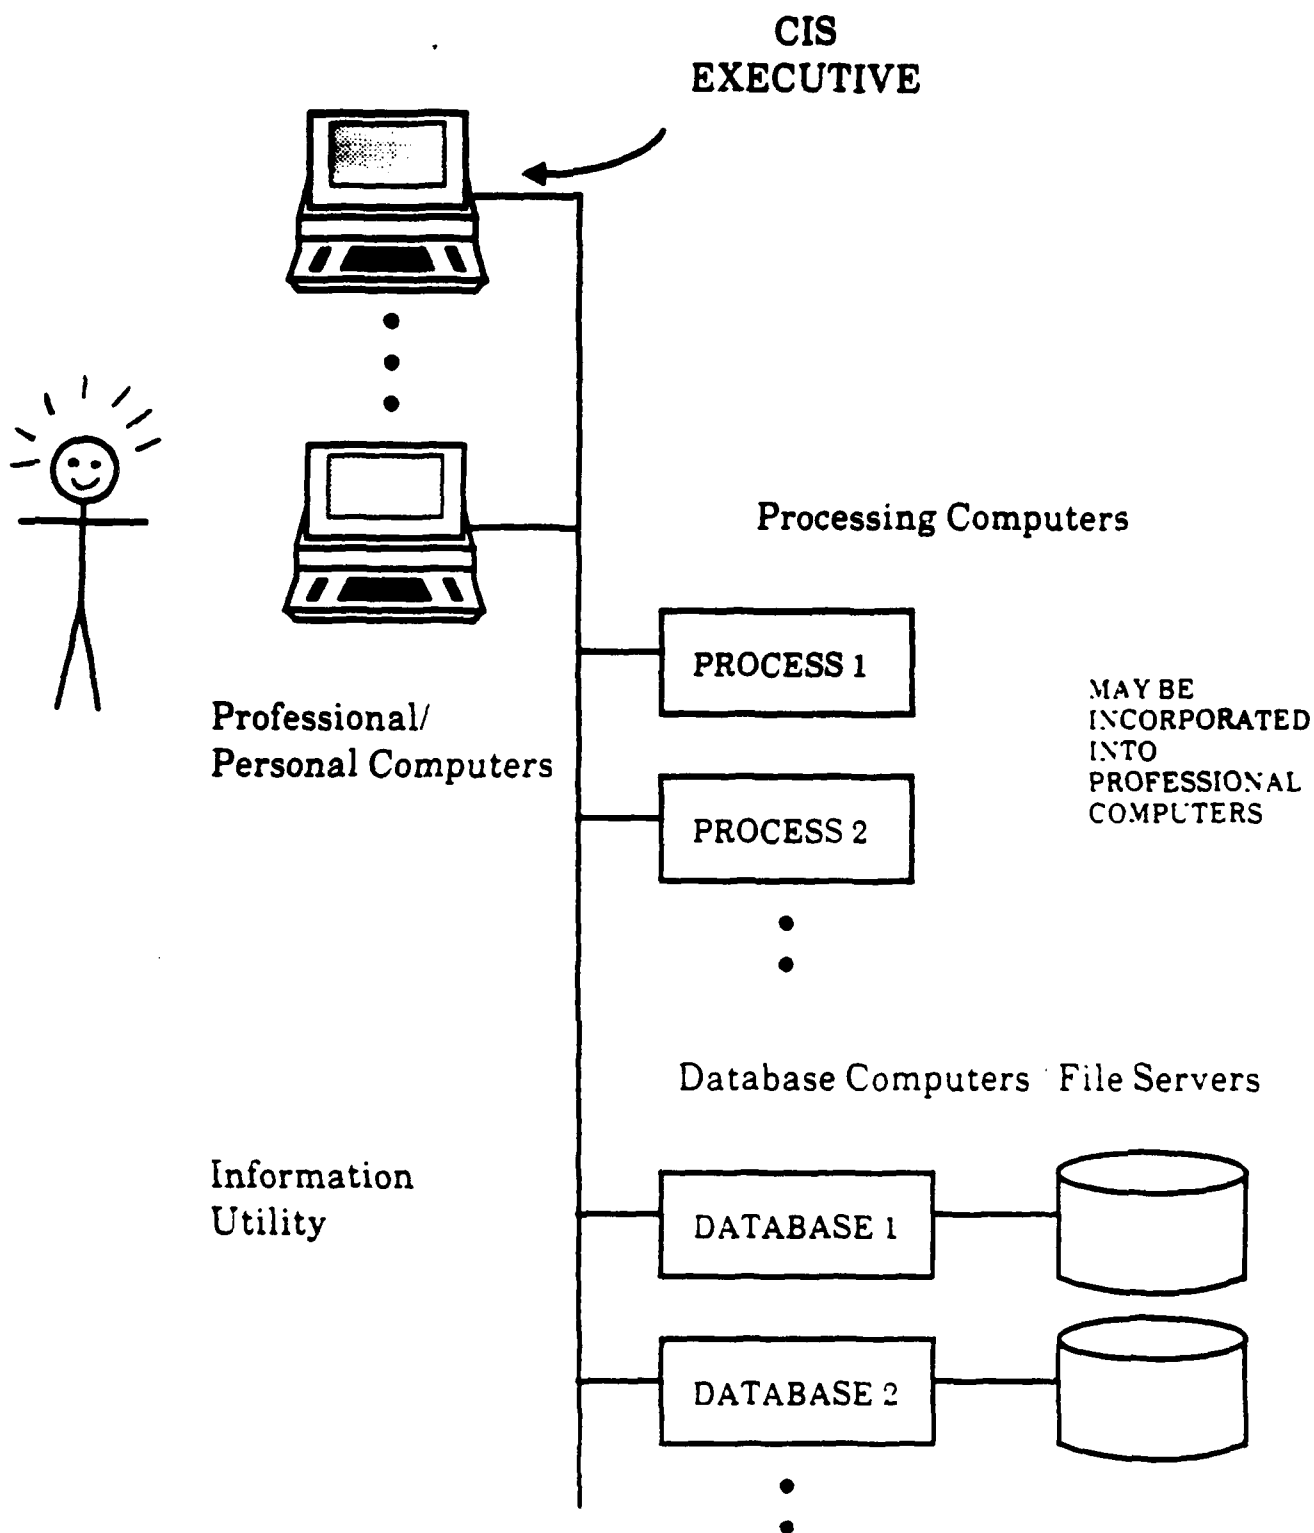 CIS
EXECUTIVE
Processing Computers
PROCESS 1
MAY BE
INCORPORATED
INTO
PROFESSIONAL
COMPUTERS
Professional/
Personal Computers
PROCESS 2
Database Computers File Servers
Information
Utility
DATABASE 1
DATABASE 2